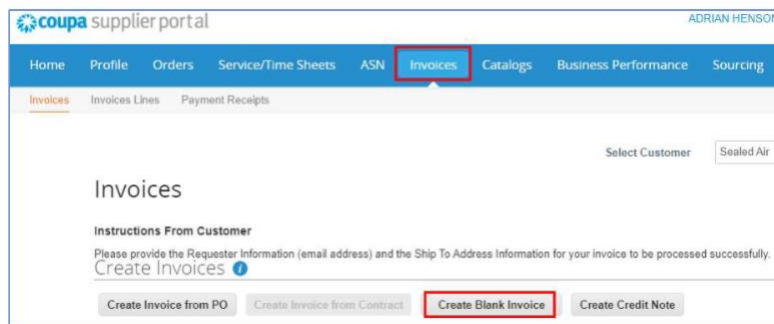 coupa supplier portal ADRIAN HENSON
Home Profile Orders Service/Time Sheets ASN Invoices Catalogs Business Performance Sourcing
Invoices Invoices Lines Payment Receipts
Select Customer Sealed Air
Invoices
Instructions From Customer
Please provide the Requester Information (email address) and the Ship To Address Information for your invoice to be processed successfully.
Create Invoices i
Create Invoice from PO Create Invoice from Contract Create Blank Invoice Create Credit Note